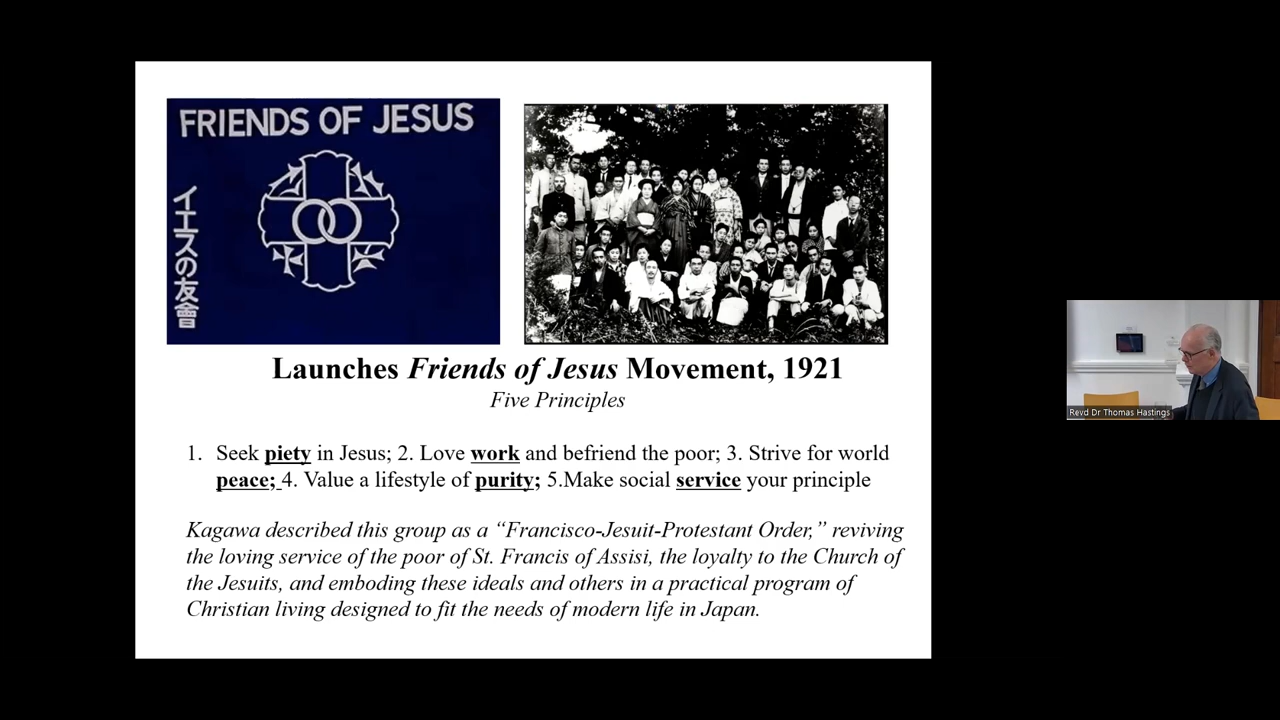 FRIENDS OF JESUS
イエスの友會
Launches Friends of Jesus Movement, 1921
Five Principles
1. Seek piety in Jesus; 2. Love work and befriend the poor; 3. Strive for world
peace; 4. Value a lifestyle of purity; 5.Make social service your principle
Kagawa described this group as a “Francisco-Jesuit-Protestant Order,” reviving
the loving service of the poor of St. Francis of Assisi, the loyalty to the Church of
the Jesuits, and emboding these ideals and others in a practical program of
Christian living designed to fit the needs of modern life in Japan.
Revd Dr Thomas Hastings